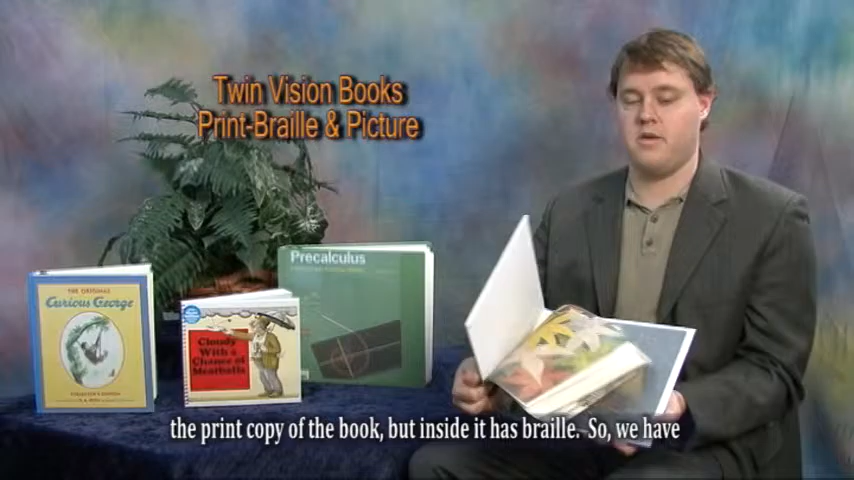 Twin Vision Books
Print-Braille & Picture
Precalculus
THE ORIGINAL
Curious George
Cloudy
With a
Chance of
Meatballs
the print copy of the book, but inside it has braille. So, we have